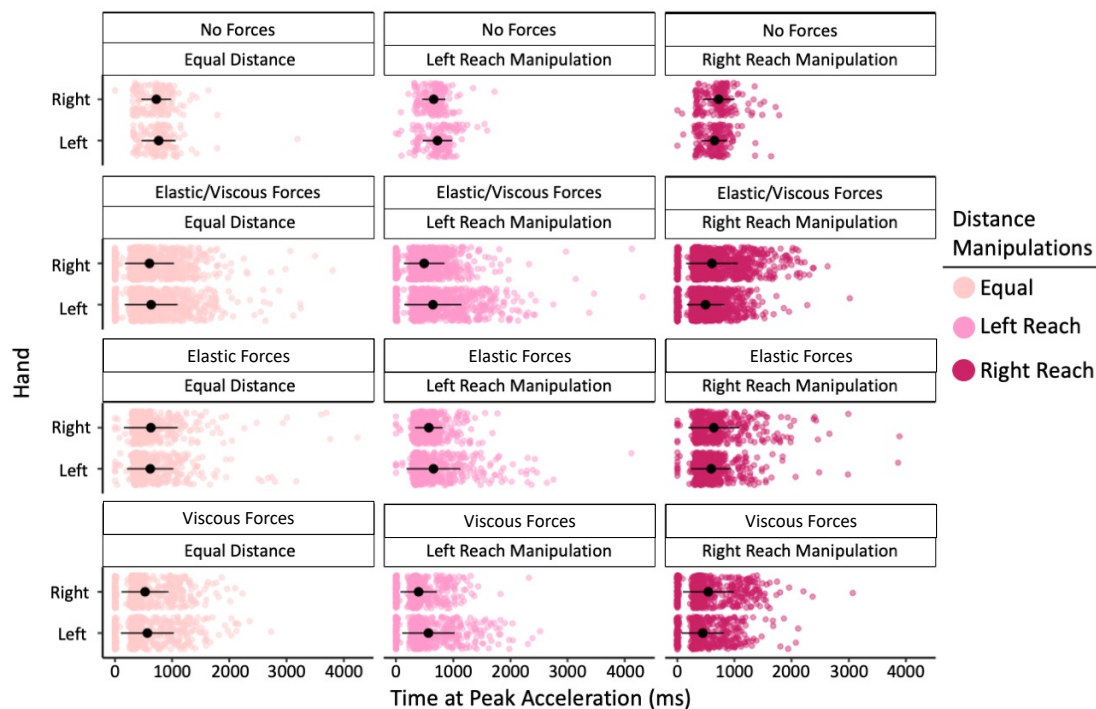 No Forces
Equal Distance
No Forces
Left Reach Manipulation
No Forces
Right Reach Manipulation
Right
Left
Elastic/Viscous Forces
Equal Distance
Elastic/Viscous Forces
Left Reach Manipulation
Elastic/Viscous Forces
Right Reach Manipulation
Right
Left
Elastic Forces
Equal Distance
Elastic Forces
Left Reach Manipulation
Elastic Forces
Right Reach Manipulation
Right
Left
Viscous Forces
Equal Distance
Viscous Forces
Left Reach Manipulation
Viscous Forces
Right Reach Manipulation
Right
Left
0 1000 2000 3000 4000
0 1000 2000 3000 4000
0 1000 2000 3000 4000
Time at Peak Acceleration (ms)
Hand
Distance
Manipulations
Equal
Left Reach
Right Reach